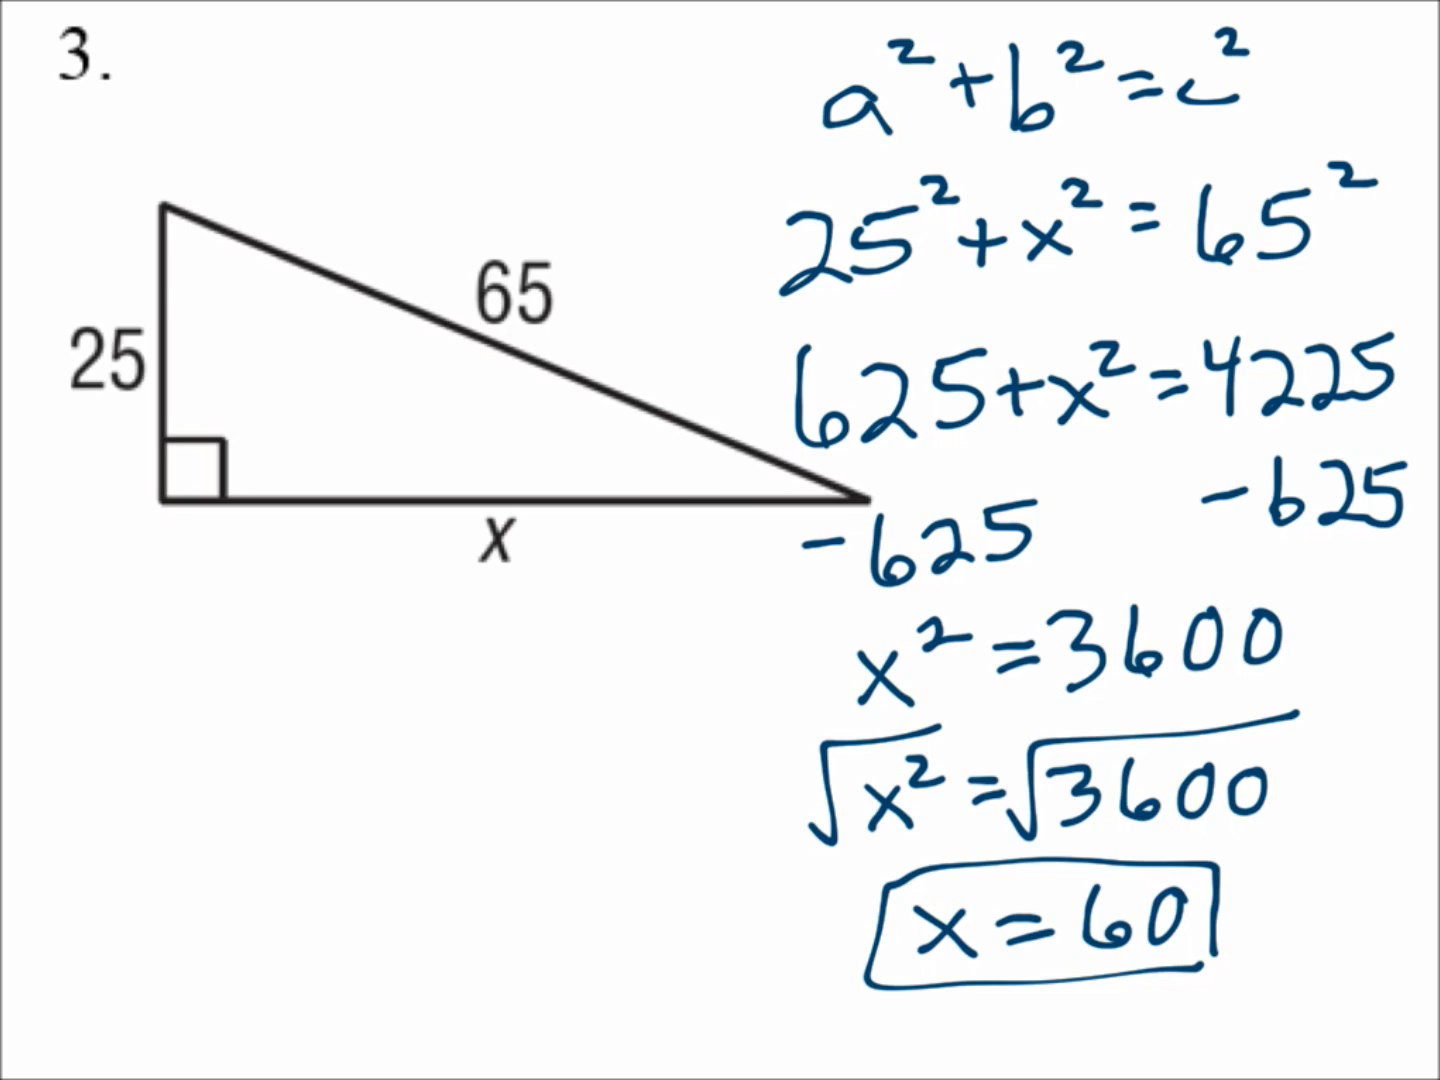 3.
a² + b² = c²
25² + x² = 65²
65
25
625 + x² = 4225
x
-625 -625
x² = 3600
√x² = √3600
x = 60